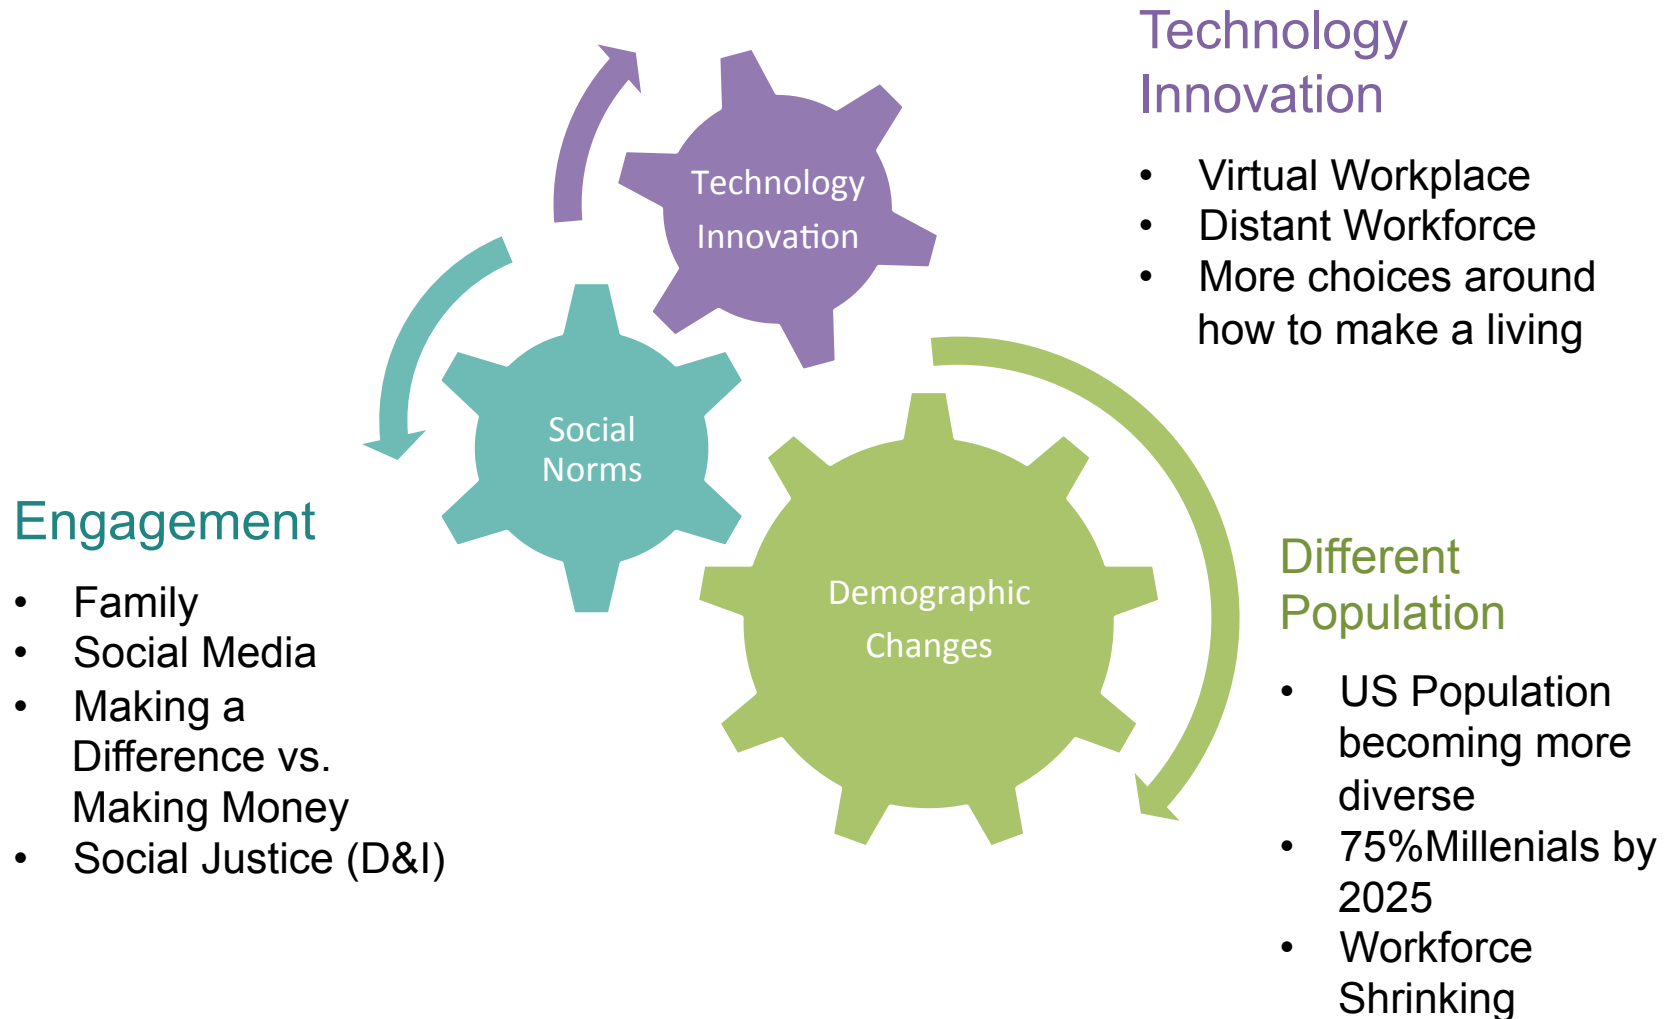 Technology
Innovation
• Virtual Workplace
• Distant Workforce
• More choices around
how to make a living
Technology
Innovation
Social
Norms
Demographic
Changes
Engagement
• Family
• Social Media
• Making a
Difference vs.
Making Money
• Social Justice (D&I)
Different
Population
• US Population
becoming more
diverse
• 75%Millenials by
2025
• Workforce
Shrinking